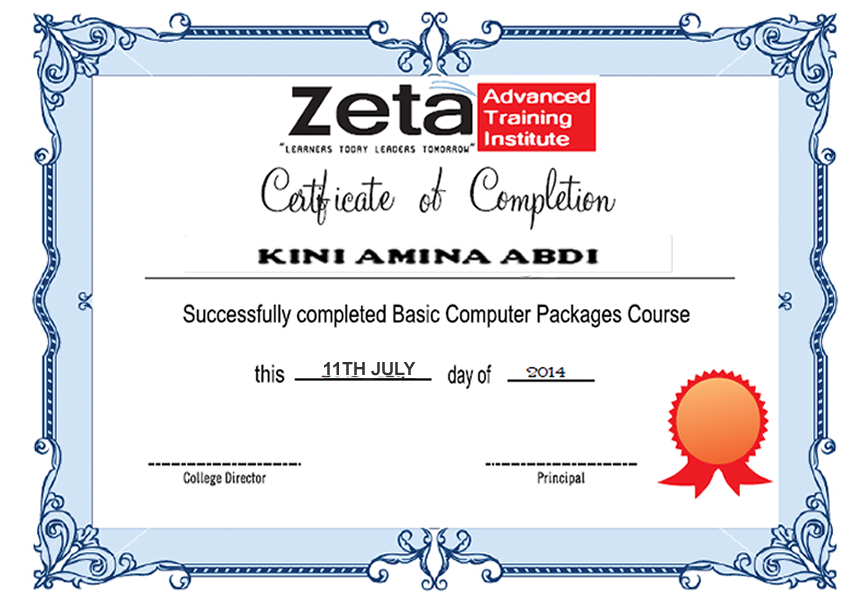 zeta Advanced
Training
Institute
"LEARNERS TODAY LEADERS TOMORROW"
Certificate of Completion
KINI AMINA ABDI
Successfully completed Basic Computer Packages Course
this 11TH JULY day of 2014
College Director Principal